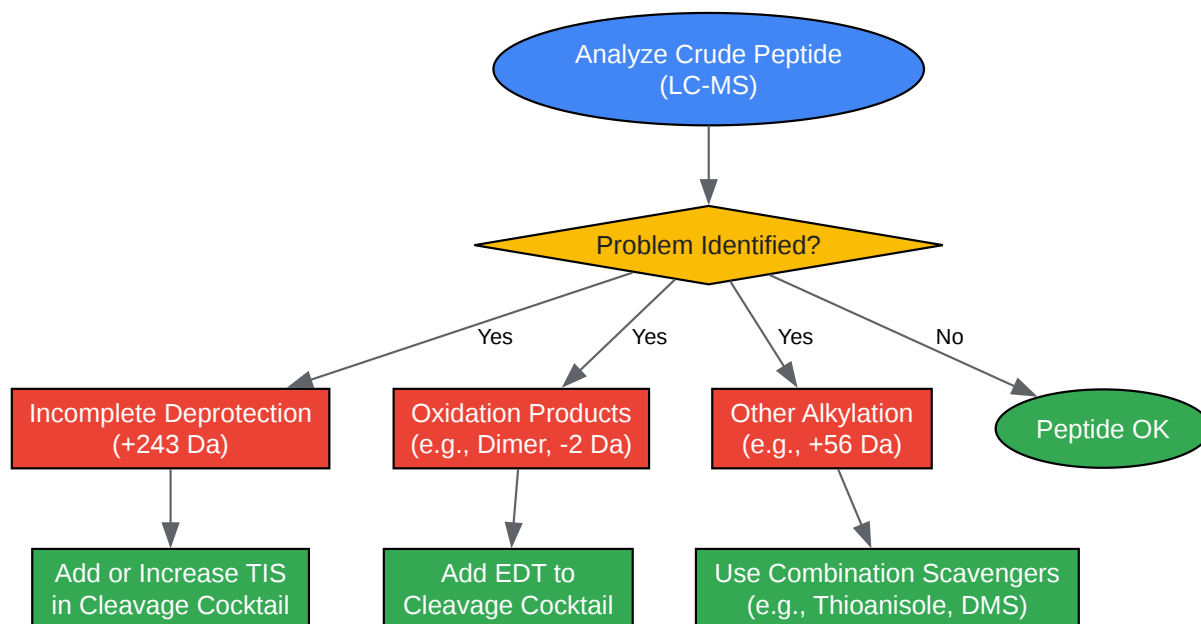 Analyze Crude Peptide
(LC-MS)
Problem Identified?
Yes
Yes
Yes
No
Incomplete Deprotection
(+243 Da)
Oxidation Products
(e.g., Dimer, -2 Da)
Other Alkylation
(e.g., +56 Da)
Peptide OK
Add or Increase TIS
in Cleavage Cocktail
Add EDT to
Cleavage Cocktail
Use Combination Scavengers
(e.g., Thioanisole, DMS)